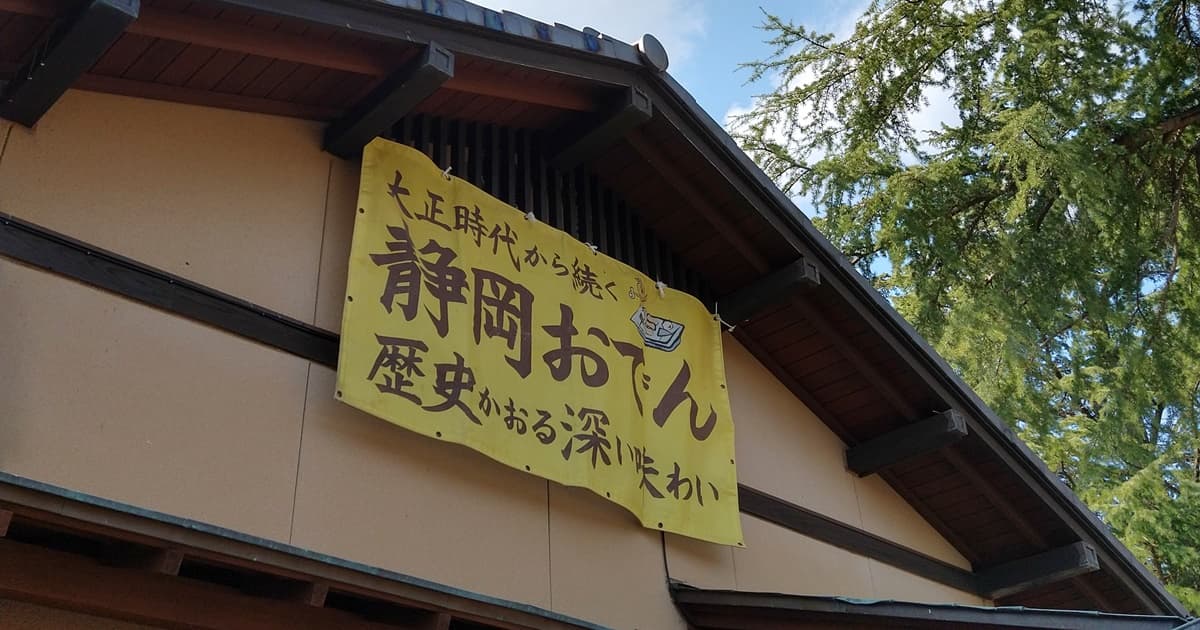 大正時代から続く
静岡おでん
歴史かおる深い味わい